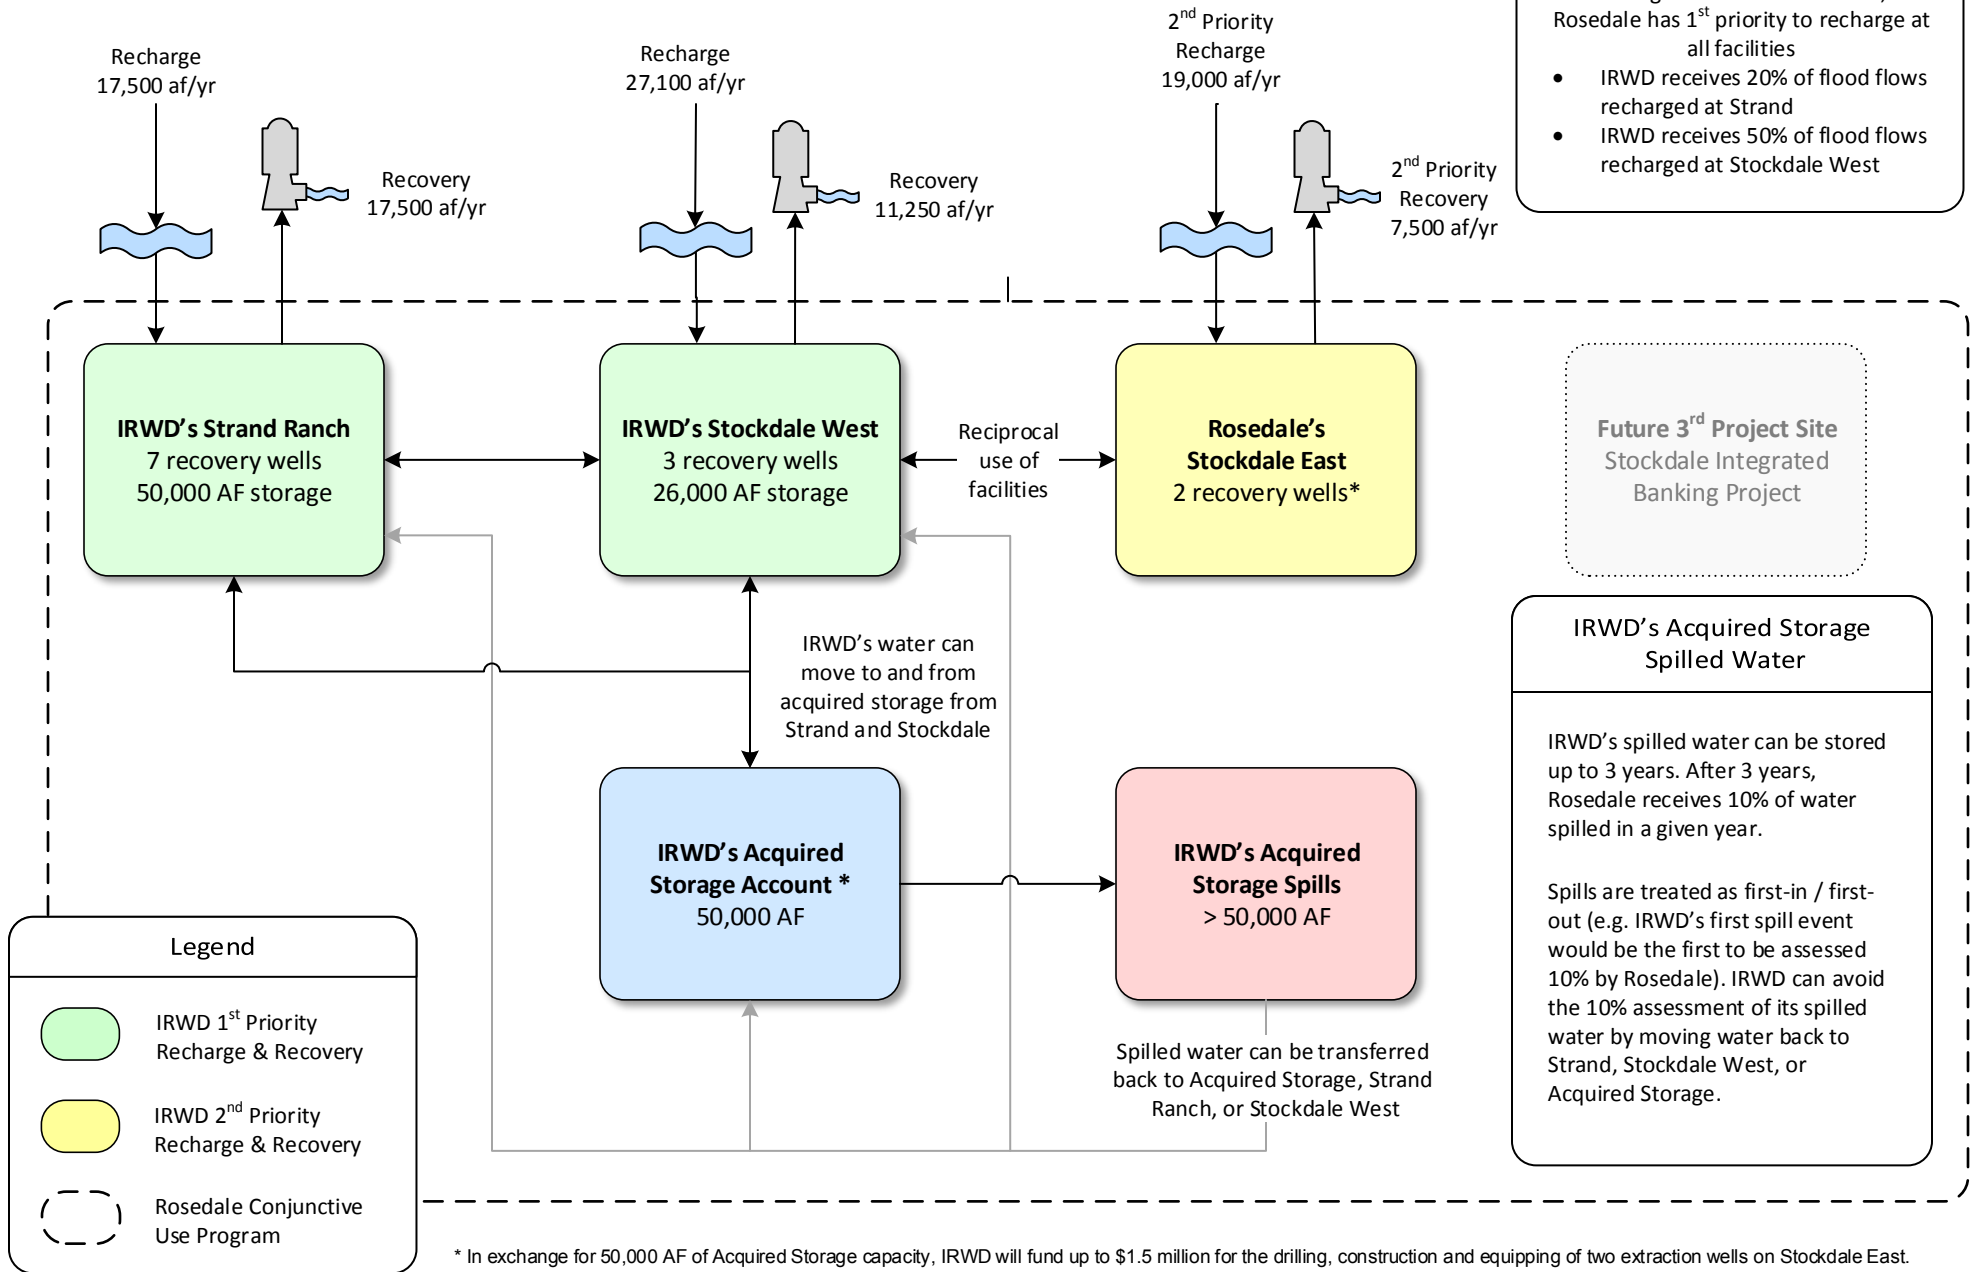 Recharge
17,500 af/yr
Recovery
17,500 af/yr
Recharge
27,100 af/yr
Recovery
11,250 af/yr
2nd Priority
Recharge
19,000 af/yr
2nd Priority
Recovery
7,500 af/yr
Rosedale has 1st priority to recharge at
all facilities
• IRWD receives 20% of flood flows
recharged at Strand
• IRWD receives 50% of flood flows
recharged at Stockdale West
IRWD's Strand Ranch
7 recovery wells
50,000 AF storage
IRWD's Stockdale West
3 recovery wells
26,000 AF storage
Reciprocal
use of
facilities
Rosedale's
Stockdale East
2 recovery wells*
Future 3rd Project Site
Stockdale Integrated
Banking Project
IRWD's water can
move to and from
acquired storage from
Strand and Stockdale
IRWD's Acquired
Storage Account *
50,000 AF
IRWD's Acquired
Storage Spills
> 50,000 AF
Spilled water can be transferred
back to Acquired Storage, Strand
Ranch, or Stockdale West
IRWD's Acquired Storage
Spilled Water
IRWD's spilled water can be stored
up to 3 years. After 3 years,
Rosedale receives 10% of water
spilled in a given year.
Spills are treated as first-in / first-
out (e.g. IRWD's first spill event
would be the first to be assessed
10% by Rosedale). IRWD can avoid
the 10% assessment of its spilled
water by moving water back to
Strand, Stockdale West, or
Acquired Storage.
Legend
IRWD 1st Priority
Recharge & Recovery
IRWD 2nd Priority
Recharge & Recovery
Rosedale Conjunctive
Use Program
* In exchange for 50,000 AF of Acquired Storage capacity, IRWD will fund up to $1.5 million for the drilling, construction and equipping of two extraction wells on Stockdale East.